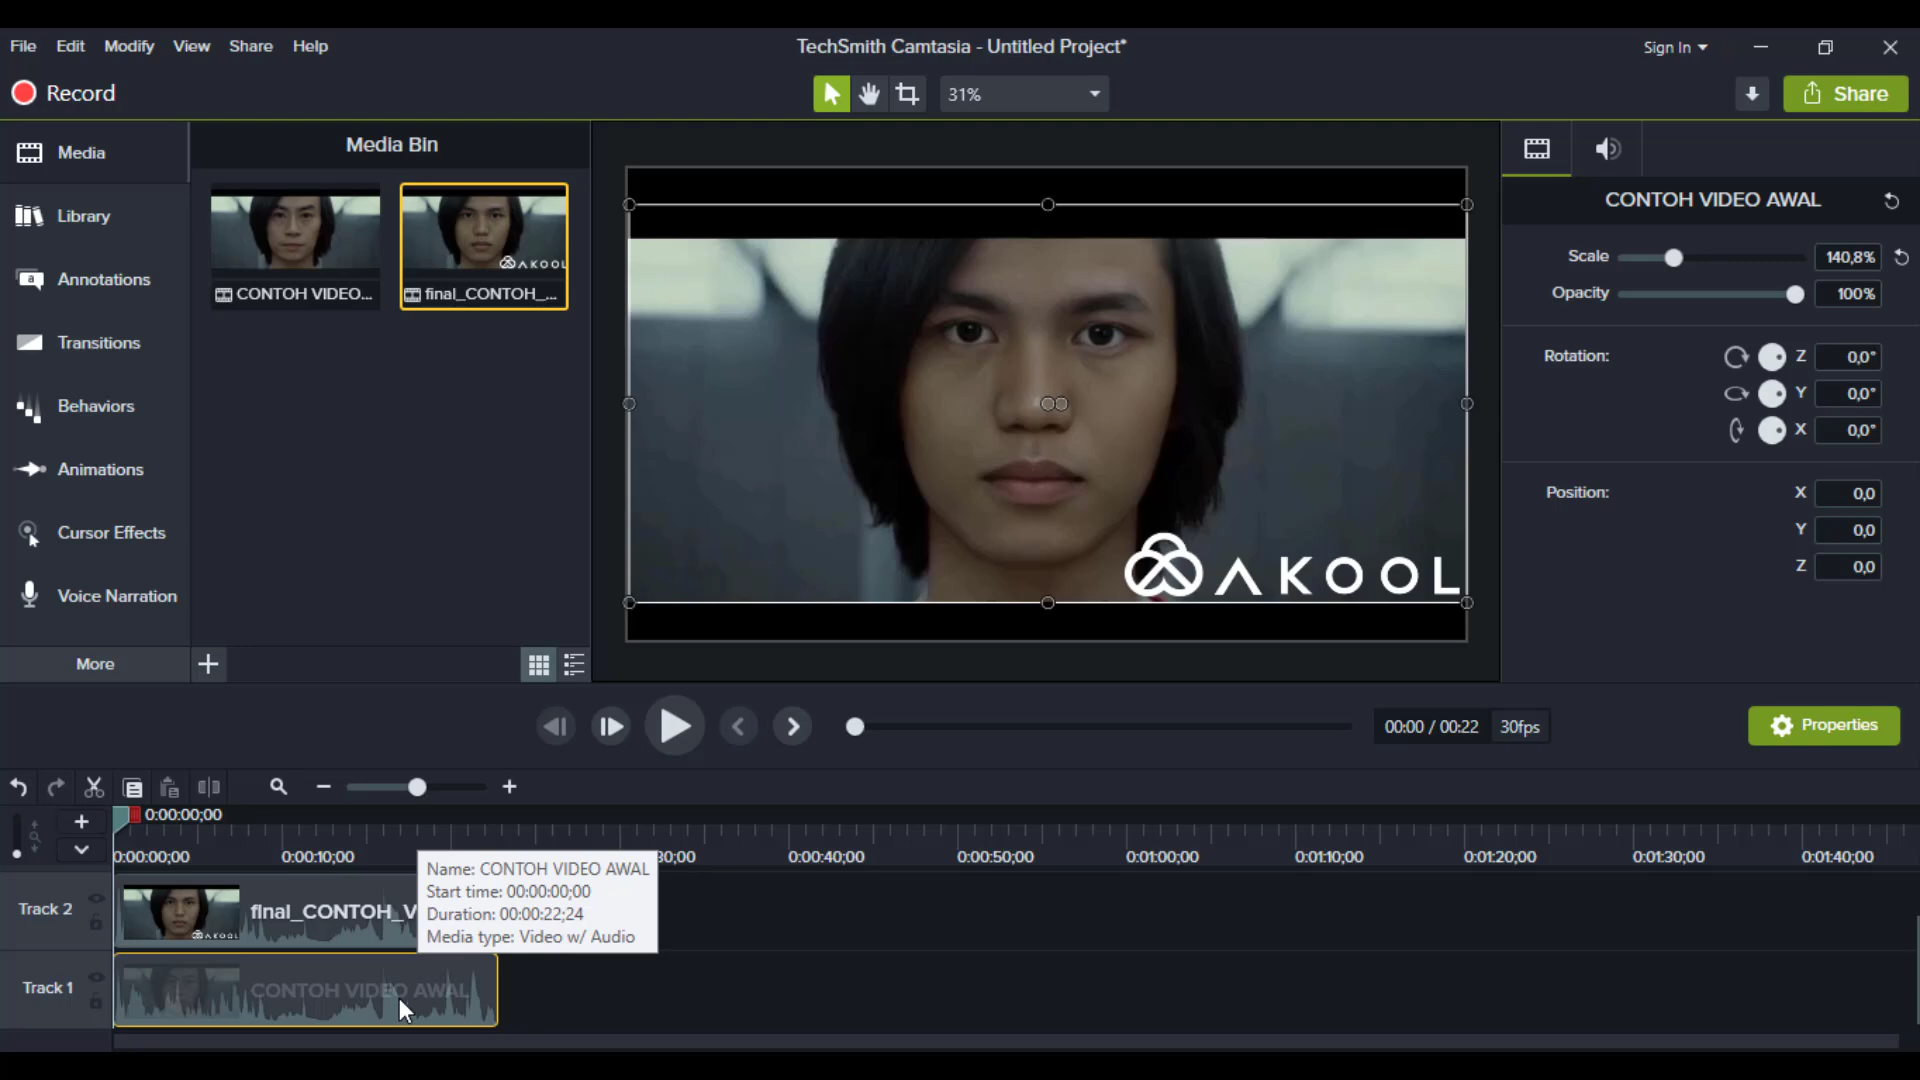 File Edit Modify View Share Help
TechSmith Camtasia - Untitled Project*
Sign In
Record
31%
Share
Media
Library
Annotations
Transitions
Behaviors
Animations
Cursor Effects
Voice Narration
More
Media Bin
AKOOL
CONTOH VIDEO...
final_CONTOH_...
AKOOL
CONTOH VIDEO AWAL
Scale 140,8%
Opacity 100%
Rotation: Z 0,0°
Y 0,0°
X 0,0°
Position: X 0,0
Y 0,0
Z 0,0
00:00 / 00:22 30fps
Properties
0:00:00;00
0:00:00;00 0:00:10;00 30;00 0:00:40;00 0:00:50;00 0:01:00;00 0:01:10;00 0:01:20;00 0:01:30;00 0:01:40;00
Name: CONTOH VIDEO AWAL
Start time: 00:00:00;00
Duration: 00:00:22;24
Media type: Video w/ Audio
Track 2
AKOOL
final_CONTOH_V
Track 1
CONTOH VIDEO AWAL